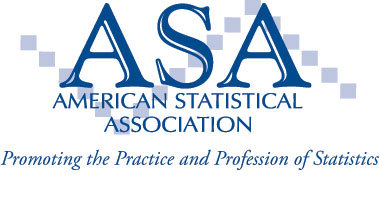 ASA
AMERICAN STATISTICAL
ASSOCIATION
Promoting the Practice and Profession of Statistics